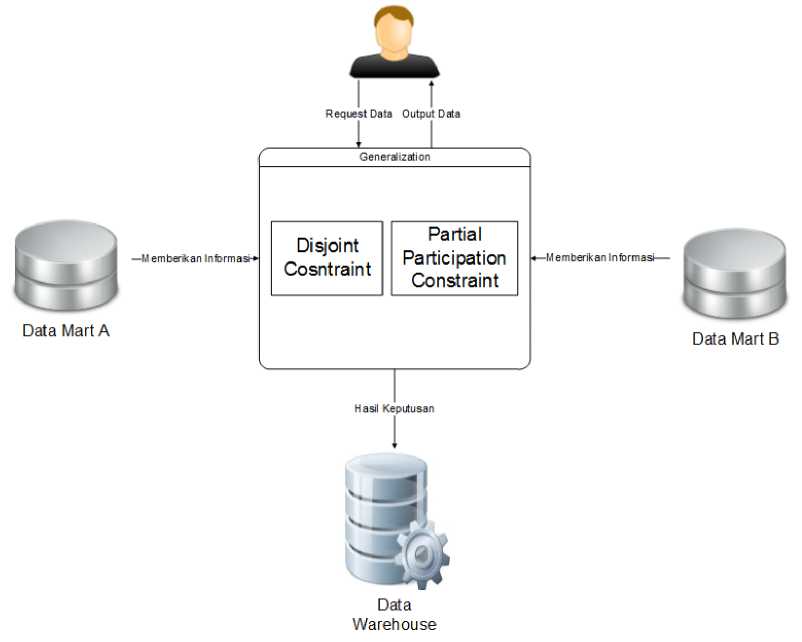 Request Data
Output Data
Generalization
Disjoint
Cosntraint
Partial
Participation
Constraint
Memberikan Informasi
Memberikan Informasi
Data Mart A
Data Mart B
Hasil Keputusan
Data
Warehouse